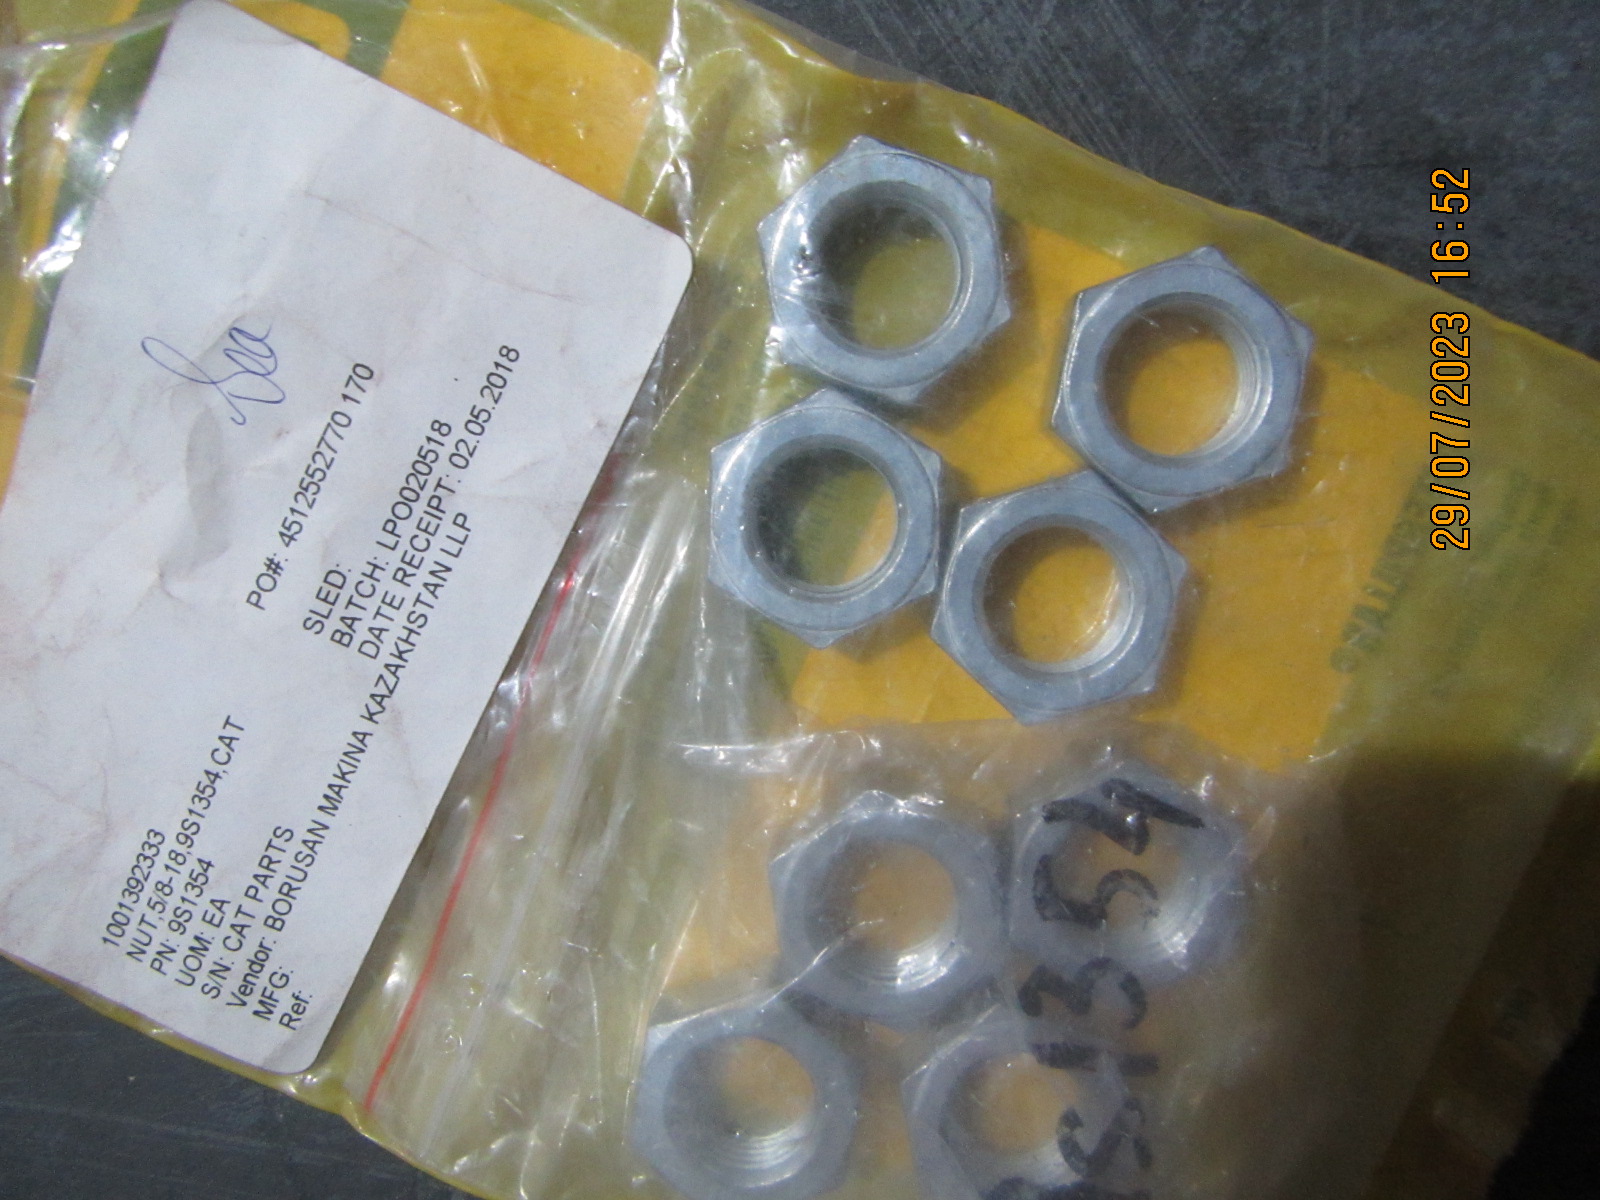 1001392333
NUT,5/8-18,9S1354,CAT
PN: 9S1354
UOM: EA
S/N: CAT PARTS
Vendor: BORUSAN MAKINA KAZAKHSTAN LLP
MFG:
Ref:
PO#: 4512552770 170
SLED:
BATCH: LPO020518
DATE RECEIPT: 02.05.2018
9s1354
29/07/2023 16:52